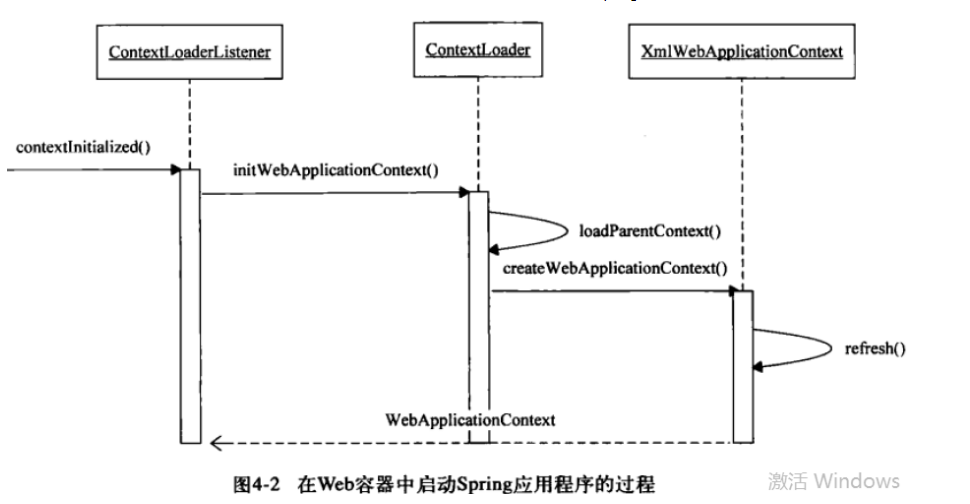 ContextLoaderListener
ContextLoader
XmlWebApplicationContext
contextInitialized()
initWebApplicationContext()
loadParentContext()
createWebApplicationContext()
refresh()
WebApplicationContext
图4-2 在Web容器中启动Spring应用程序的过程
激活 Windows